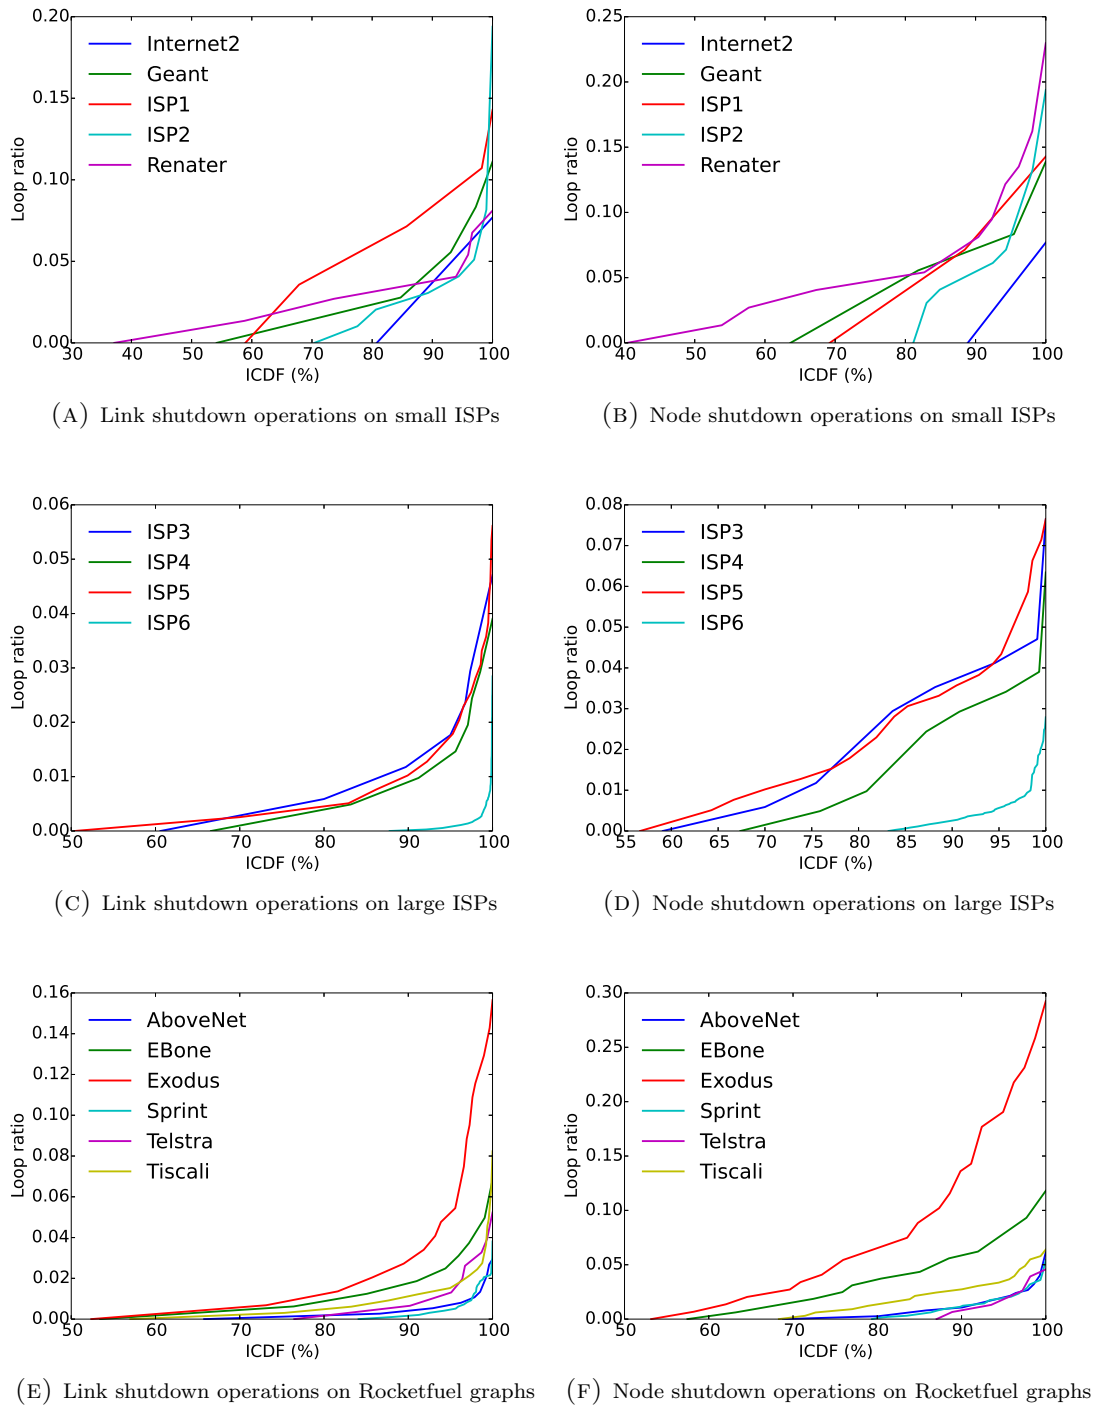 0.20
0.15
0.10
0.05
0.00
Loop ratio
Internet2
Geant
ISP1
ISP2
Renater
30 40 50 60 70 80 90 100
ICDF (%)
(A) Link shutdown operations on small ISPs
0.25
0.20
0.15
0.10
0.05
0.00
Loop ratio
Internet2
Geant
ISP1
ISP2
Renater
40 50 60 70 80 90 100
ICDF (%)
(B) Node shutdown operations on small ISPs
0.06
0.05
0.04
0.03
0.02
0.01
0.00
Loop ratio
ISP3
ISP4
ISP5
ISP6
50 60 70 80 90 100
ICDF (%)
(C) Link shutdown operations on large ISPs
0.08
0.07
0.06
0.05
0.04
0.03
0.02
0.01
0.00
Loop ratio
ISP3
ISP4
ISP5
ISP6
55 60 65 70 75 80 85 90 95 100
ICDF (%)
(D) Node shutdown operations on large ISPs
0.16
0.14
0.12
0.10
0.08
0.06
0.04
0.02
0.00
Loop ratio
AboveNet
EBone
Exodus
Sprint
Telstra
Tiscali
50 60 70 80 90 100
ICDF (%)
(E) Link shutdown operations on Rocketfuel graphs
0.30
0.25
0.20
0.15
0.10
0.05
0.00
Loop ratio
AboveNet
EBone
Exodus
Sprint
Telstra
Tiscali
50 60 70 80 90 100
ICDF (%)
(F) Node shutdown operations on Rocketfuel graphs